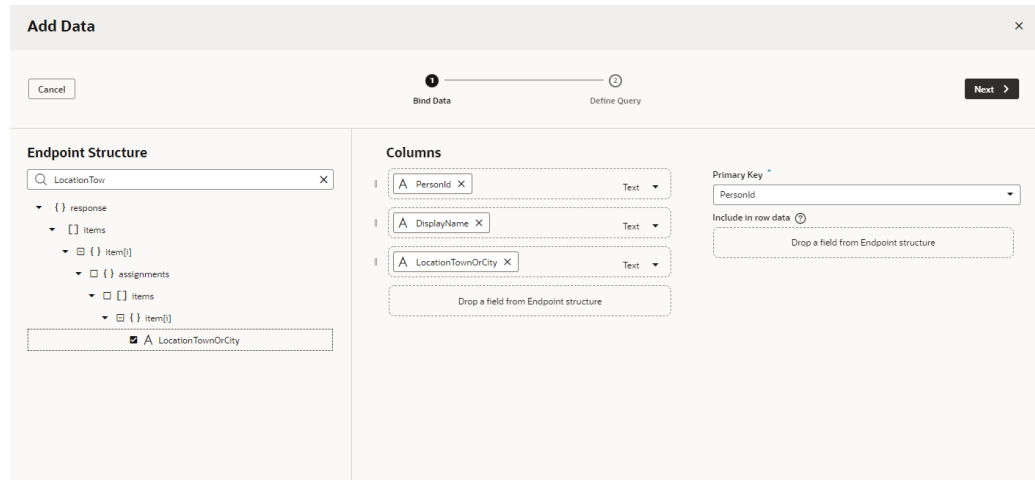 Add Data
Cancel
1
Bind Data
2
Define Query
Next
Endpoint Structure
LocationTow
{ } response
[ ] items
{ } item[i]
{ } assignments
[ ] items
{ } item[i]
A LocationTownOrCity
Columns
A PersonId Text
A DisplayName Text
A LocationTownOrCity Text
Drop a field from Endpoint structure
Primary Key *
PersonId
Include in row data ?
Drop a field from Endpoint structure